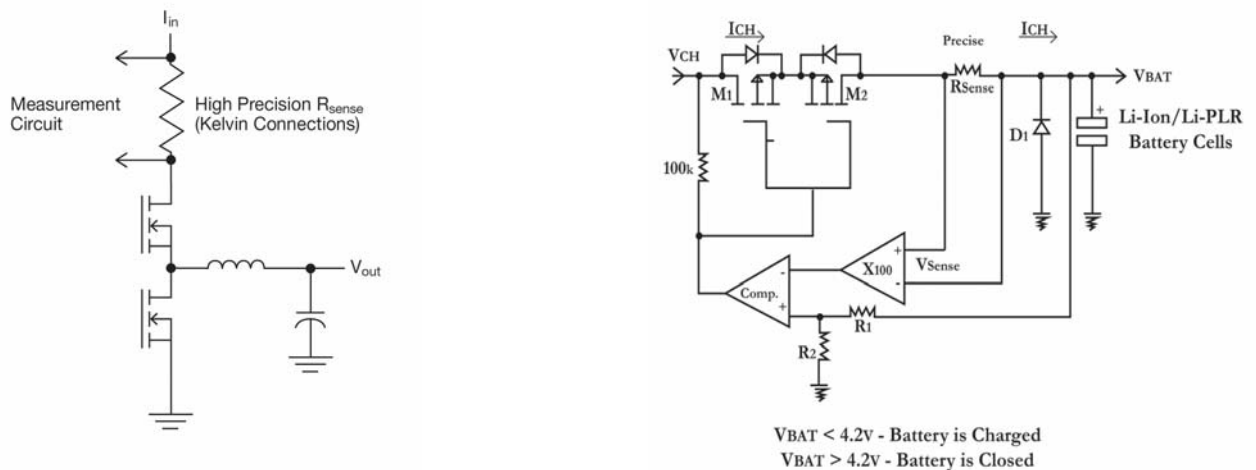 Iin
Measurement
Circuit
High Precision Rsense
(Kelvin Connections)
Vout
ICH
VCH
M1
M2
Precise
RSense
ICH
VBAT
Li-Ion/Li-PLR
Battery Cells
+
D1
100k
X100
+
-
VSense
Comp.
-
+
R1
R2
VBAT < 4.2V - Battery is Charged
VBAT > 4.2V - Battery is Closed